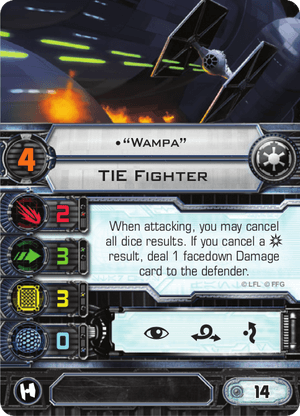 •“Wampa”
4
TIE Fighter
2
3
3
0
When attacking, you may cancel
all dice results. If you cancel a
result, deal 1 facedown Damage
card to the defender.
© LFL © FFG
14